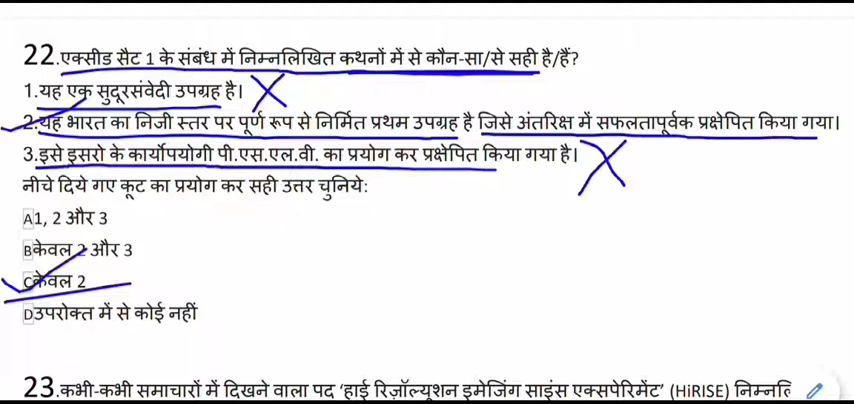 22.एक्सीड सैट 1 के संबंध में निम्नलिखित कथनों में से कौन-सा/से सही है/हैं?
1.यह एक सुदूरसंवेदी उपग्रह है।
2.यह भारत का निजी स्तर पर पूर्ण रूप से निर्मित प्रथम उपग्रह है जिसे अंतरिक्ष में सफलतापूर्वक प्रक्षेपित किया गया।
3.इसे इसरो के कार्योपयोगी पी.एस.एल.वी. का प्रयोग कर प्रक्षेपित किया गया है।
नीचे दिये गए कूट का प्रयोग कर सही उत्तर चुनिये:
A1, 2 और 3
Bकेवल 2 और 3
Cकेवल 2
Dउपरोक्त में से कोई नहीं
23.कभी-कभी समाचारों में दिखने वाला पद ‘हाई रिज़ॉल्यूशन इमेजिंग साइंस एक्सपेरिमेंट’ (HiRISE) निम्नलि